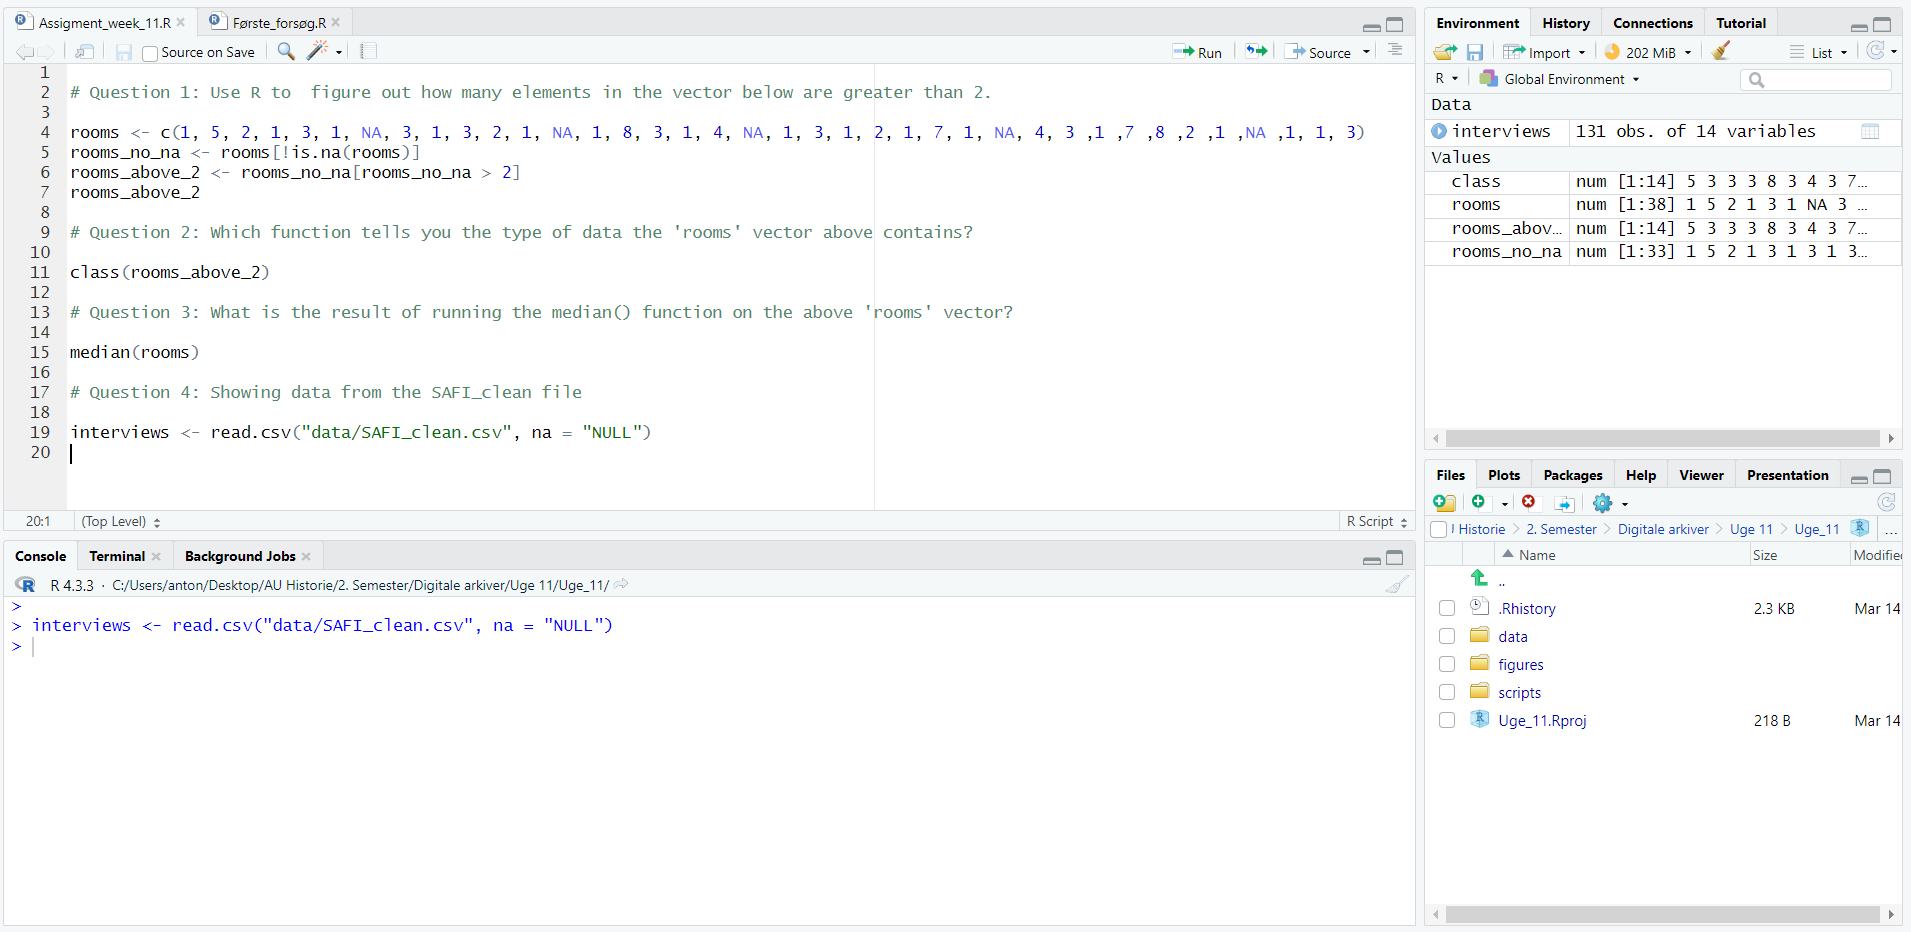 Assigment_week_11.R
Første_forsøg.R
Source on Save
Run
Source
1
2 # Question 1: Use R to  figure out how many elements in the vector below are greater than 2.
3
4 rooms <- c(1, 5, 2, 1, 3, 1, NA, 3, 1, 3, 2, 1, NA, 1, 8, 3, 1, 4, NA, 1, 3, 1, 2, 1, 7, 1, NA, 4, 3 ,1 ,7 ,8 ,2 ,1 ,NA ,1, 1, 3)
5 rooms_no_na <- rooms[!is.na(rooms)]
6 rooms_above_2 <- rooms_no_na[rooms_no_na > 2]
7 rooms_above_2
8
9 # Question 2: Which function tells you the type of data the 'rooms' vector above contains?
10
11 class(rooms_above_2)
12
13 # Question 3: What is the result of running the median() function on the above 'rooms' vector?
14
15 median(rooms)
16
17 # Question 4: Showing data from the SAFI_clean file
18
19 interviews <- read.csv("data/SAFI_clean.csv", na = "NULL")
20
20:1 (Top Level) R Script
Console Terminal Background Jobs
R 4.3.3 · C:/Users/anton/Desktop/AU Historie/2. Semester/Digitale arkiver/Uge 11/Uge_11/
>
> interviews <- read.csv("data/SAFI_clean.csv", na = "NULL")
>
Environment History Connections Tutorial
Import 202 MiB List
R Global Environment
Data
interviews 131 obs. of 14 variables
Values
class num [1:14] 5 3 3 3 8 3 4 3 7…
rooms num [1:38] 1 5 2 1 3 1 NA 3 …
rooms_abov… num [1:14] 5 3 3 3 8 3 4 3 7…
rooms_no_na num [1:33] 1 5 2 1 3 1 3 1 3…
Files Plots Packages Help Viewer Presentation
Historie > 2. Semester > Digitale arkiver > Uge 11 > Uge_11 ...
Name Size Modified
..
.Rhistory 2.3 KB Mar 14
data
figures
scripts
Uge_11.Rproj 218 B Mar 14